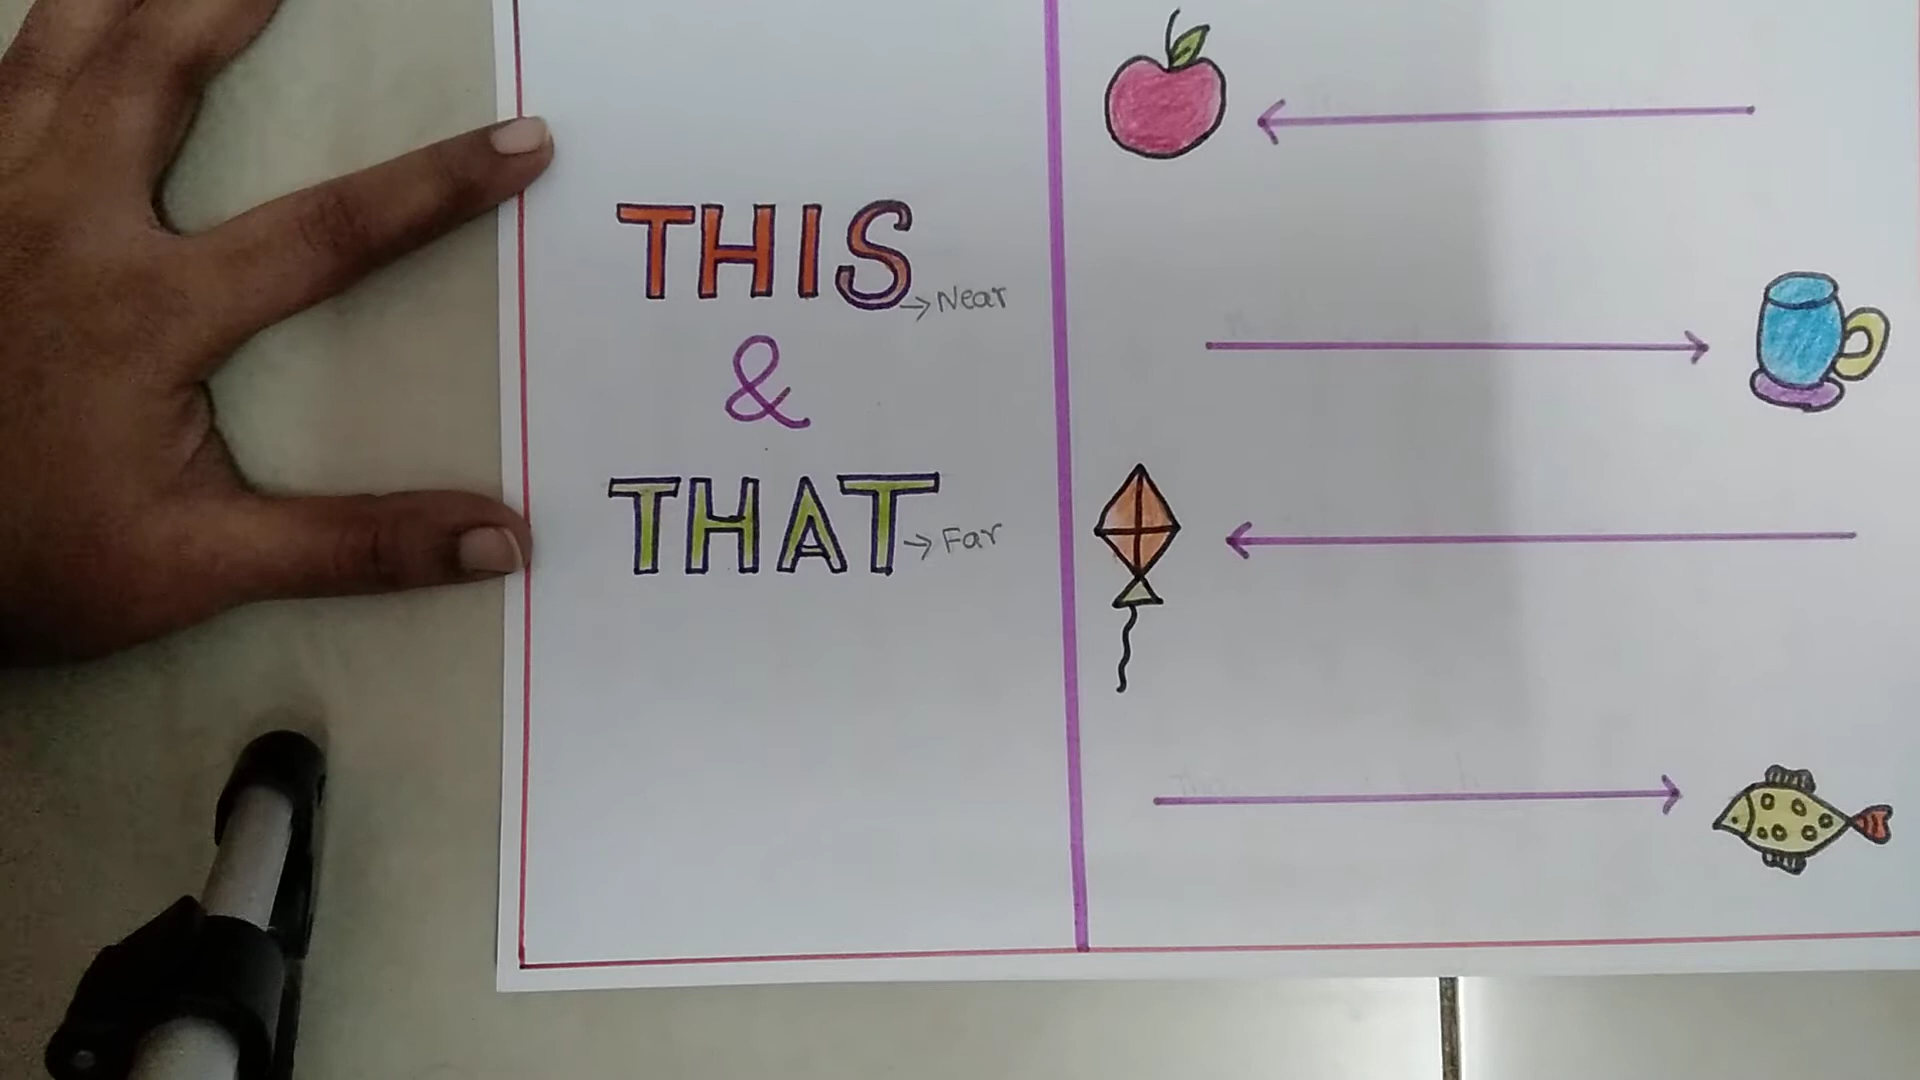 THIS
→ Near
&
THAT
→ Far